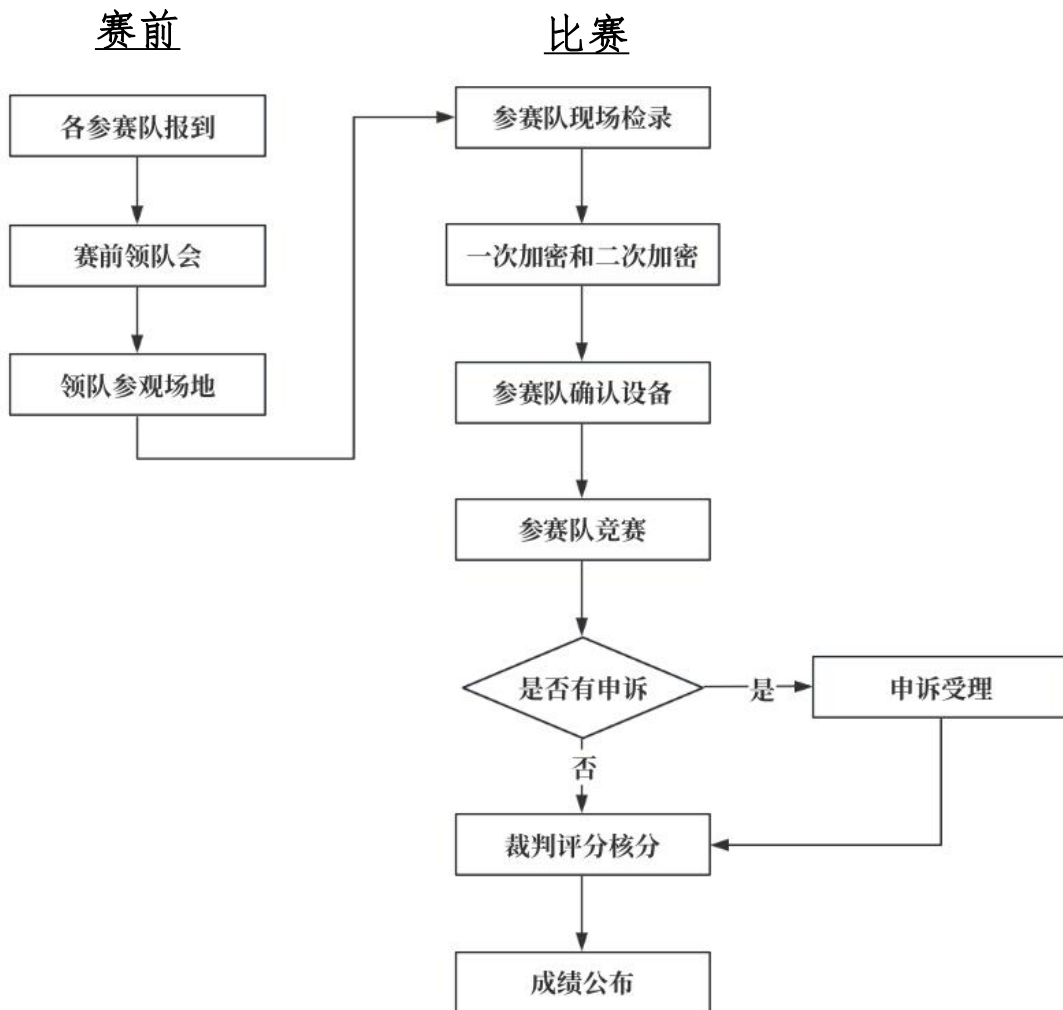 赛前
各参赛队报到
赛前领队会
领队参观场地
比赛
参赛队现场检录
一次加密和二次加密
参赛队确认设备
参赛队竞赛
是否有申诉
是
申诉受理
否
裁判评分核分
成绩公布